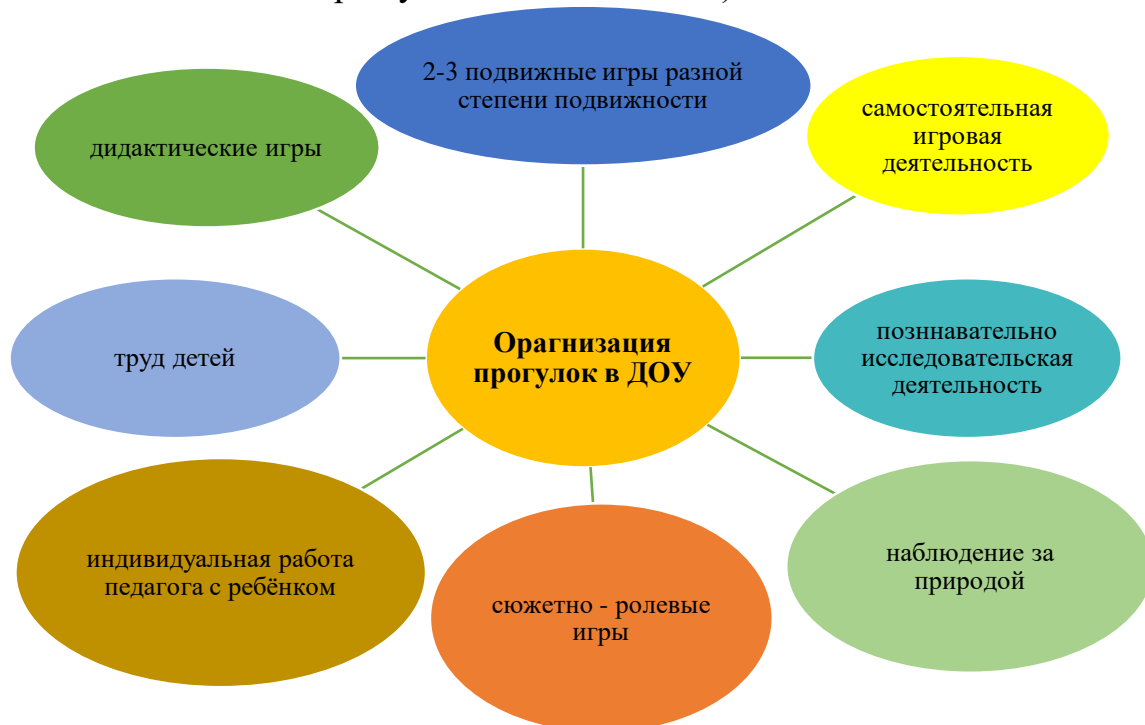 2-3 подвижные игры разной
степени подвижности
дидактические игры
самостоятельная
игровая
деятельность
труд детей
Орагнизация
прогулок в ДОУ
позннавательно
исследовательская
деятельность
индивидуальная работа
педагога с ребёнком
сюжетно - ролевые
игры
наблюдение за
природой